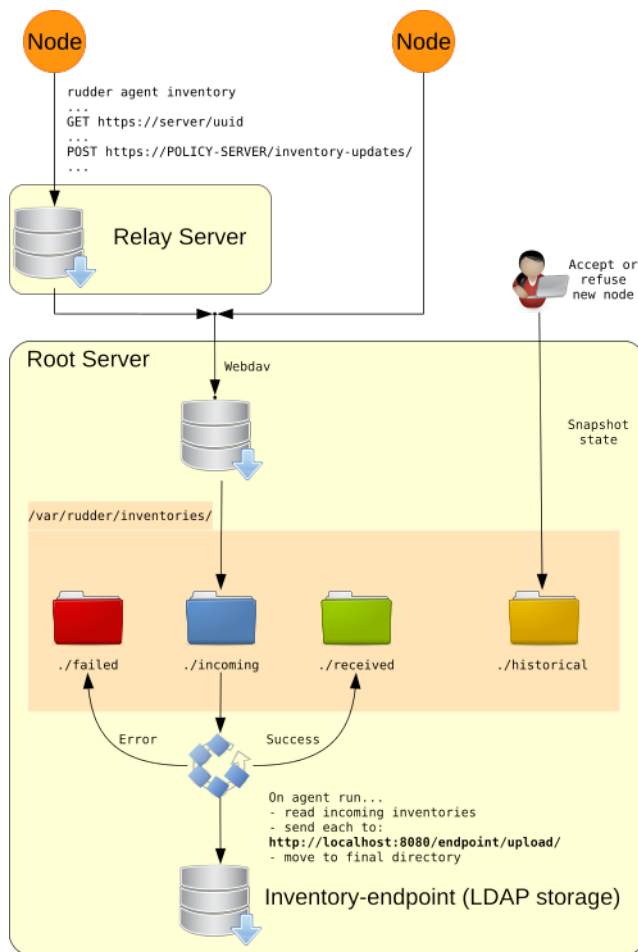 Node
Node
rudder agent inventory
...
GET https://server/uuid
...
POST https://POLICY-SERVER/inventory-updates/
...
Relay Server
Accept or
refuse
new node
Root Server
Webdav
Snapshot
state
/var/rudder/inventories/
./failed
./incoming
./received
./historical
Error
Success
On agent run...
- read incoming inventories
- send each to:
http://localhost:8080/endpoint/upload/
- move to final directory
Inventory-endpoint (LDAP storage)